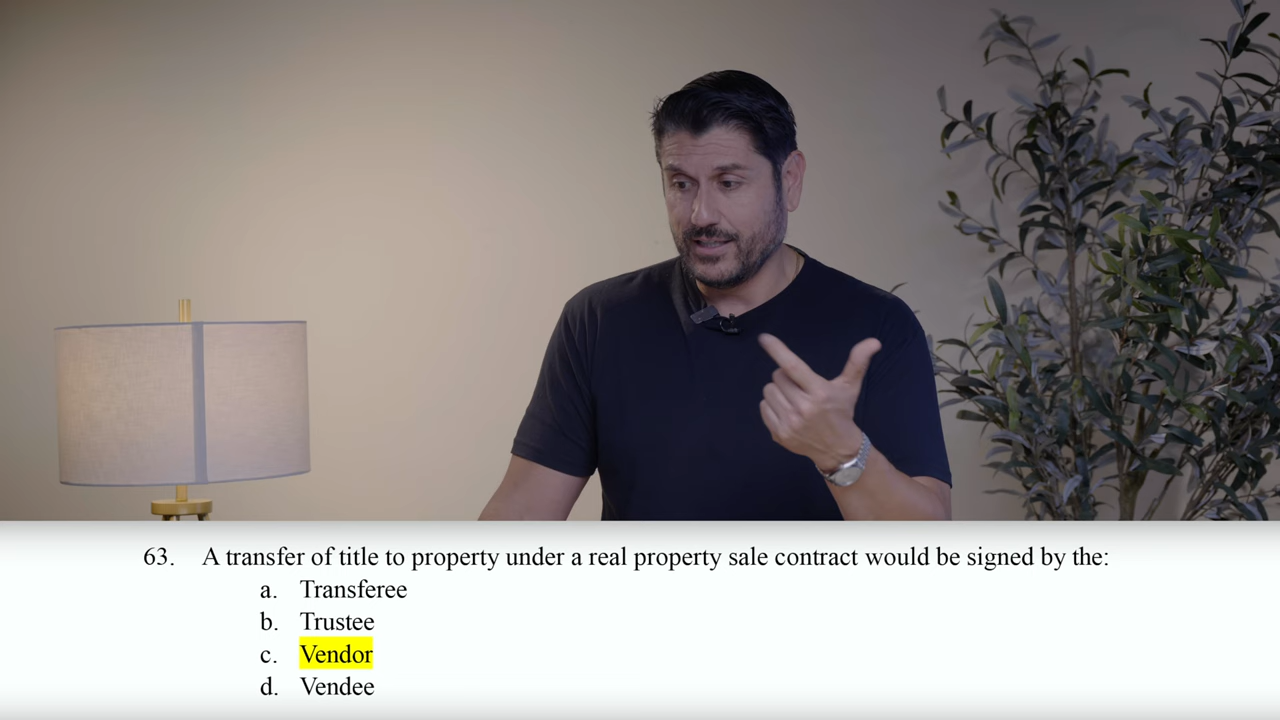 63. A transfer of title to property under a real property sale contract would be signed by the:
a. Transferee
b. Trustee
c. Vendor
d. Vendee